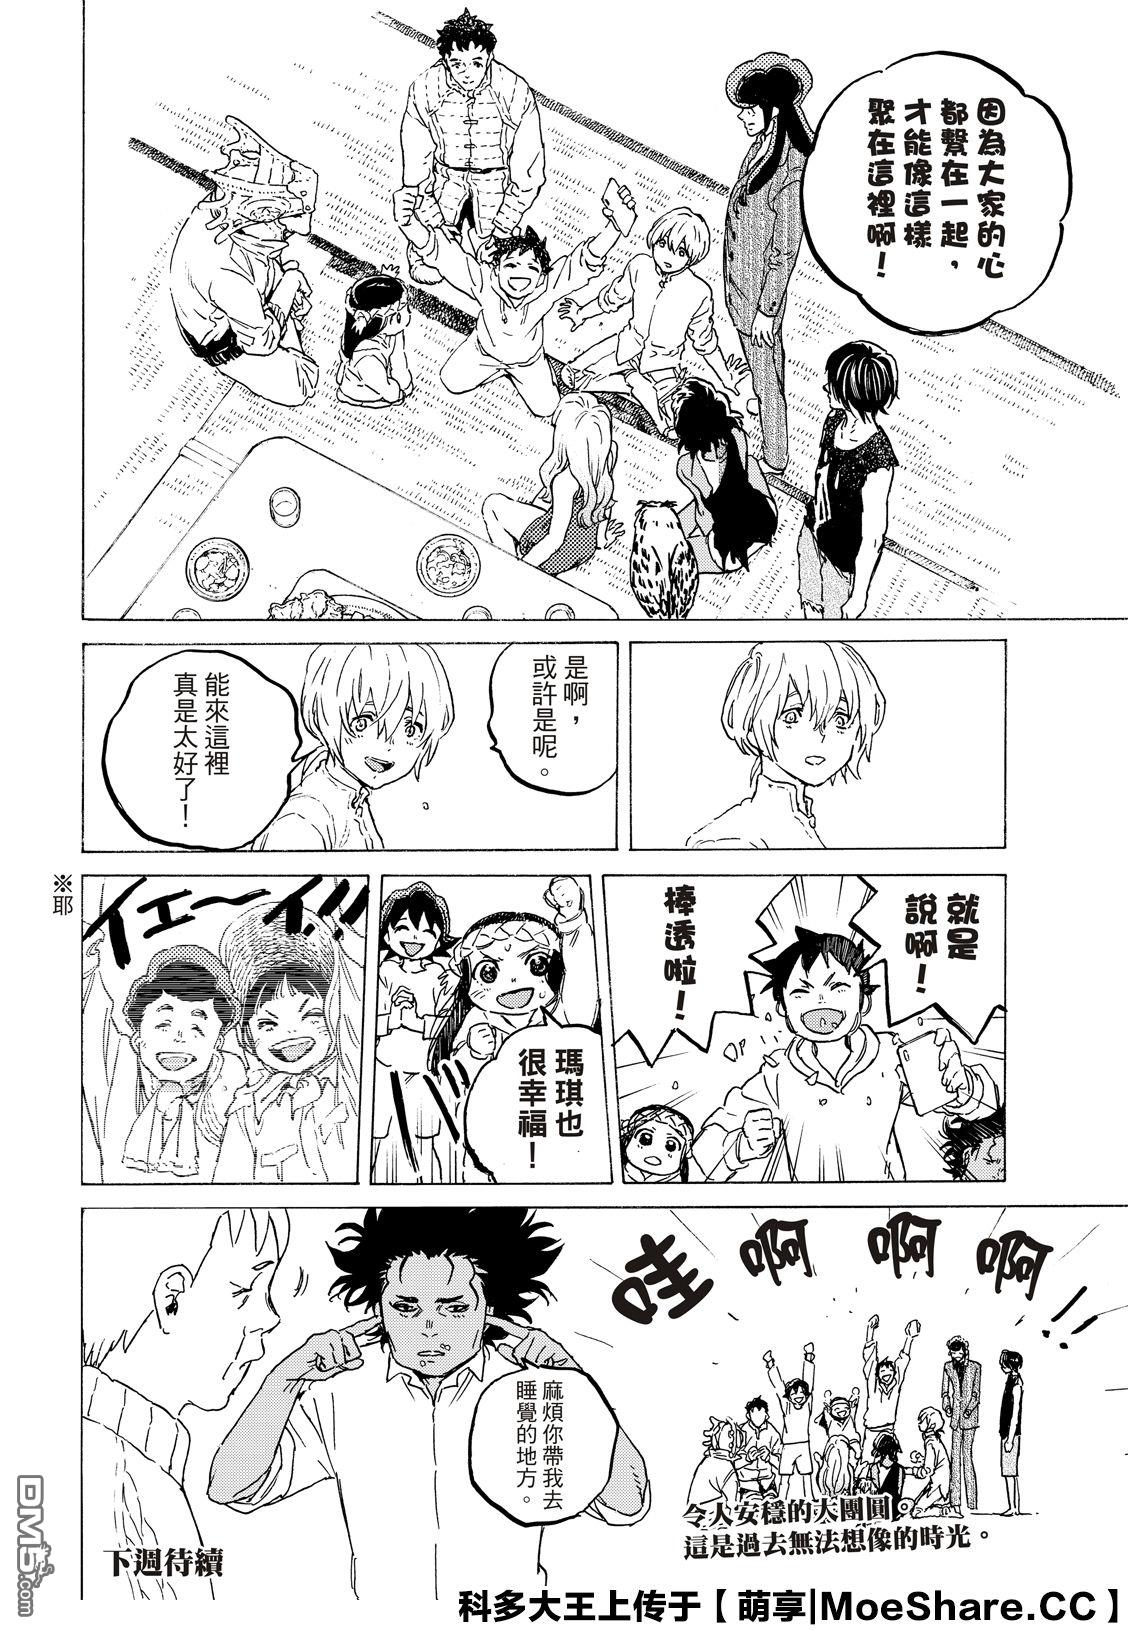 因為大家的心
都繫在一起，
才能像這樣
聚在這裡啊！
是啊，
或許是呢。
能來這裡
真是太好了！
就是
說啊！
棒透啦！
瑪琪也
很幸福！
イエ〜イ!!
※耶
哇啊啊啊!!
麻煩你帶我去
睡覺的地方。
令人安穩的大團圓。
這是過去無法想像的時光。
下週待續
DM5.com
科多大王上传于【萌享|MoeShare.CC】